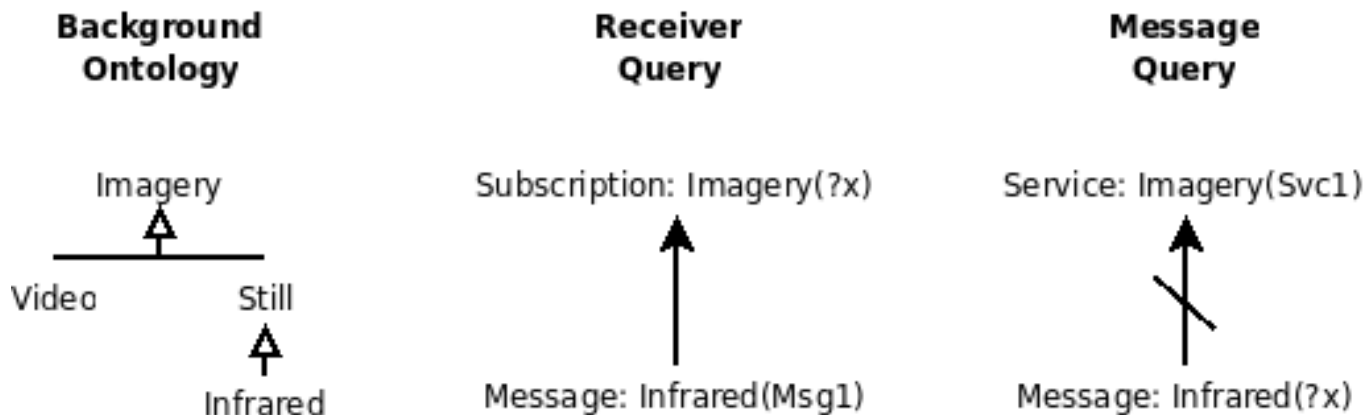 Background
Ontology
Receiver
Query
Message
Query
Imagery
Video
Still
Infrared
Subscription: Imagery(?x)
Message: Infrared(Msg1)
Service: Imagery(Svc1)
Message: Infrared(?x)